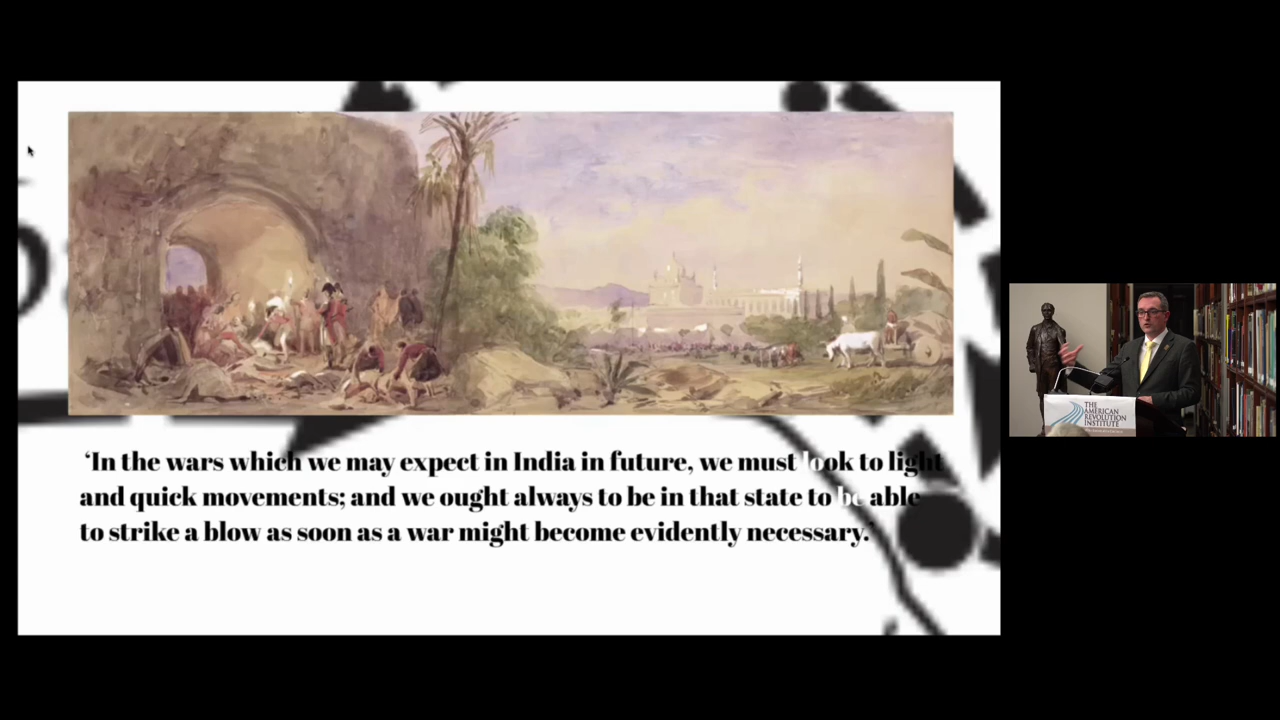 ‘In the wars which we may expect in India in future, we must look to light
and quick movements; and we ought always to be in that state to be able
to strike a blow as soon as a war might become evidently necessary.’
THE
AMERICAN
REVOLUTION
INSTITUTE